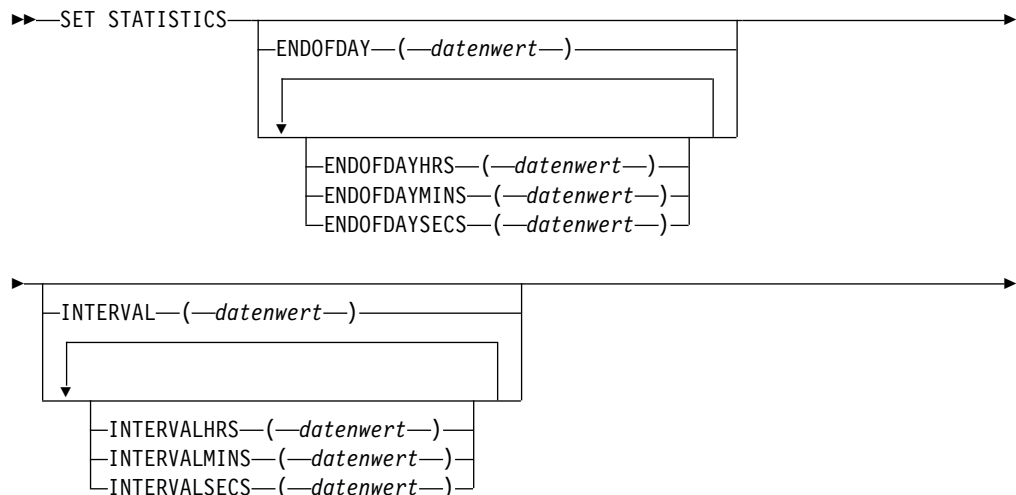 SET STATISTICS
ENDOFDAY ( datenwert )
ENDOFDAYHRS ( datenwert )
ENDOFDAYMINS ( datenwert )
ENDOFDAYSECS ( datenwert )
INTERVAL ( datenwert )
INTERVALHRS ( datenwert )
INTERVALMINS ( datenwert )
INTERVALSECS ( datenwert )